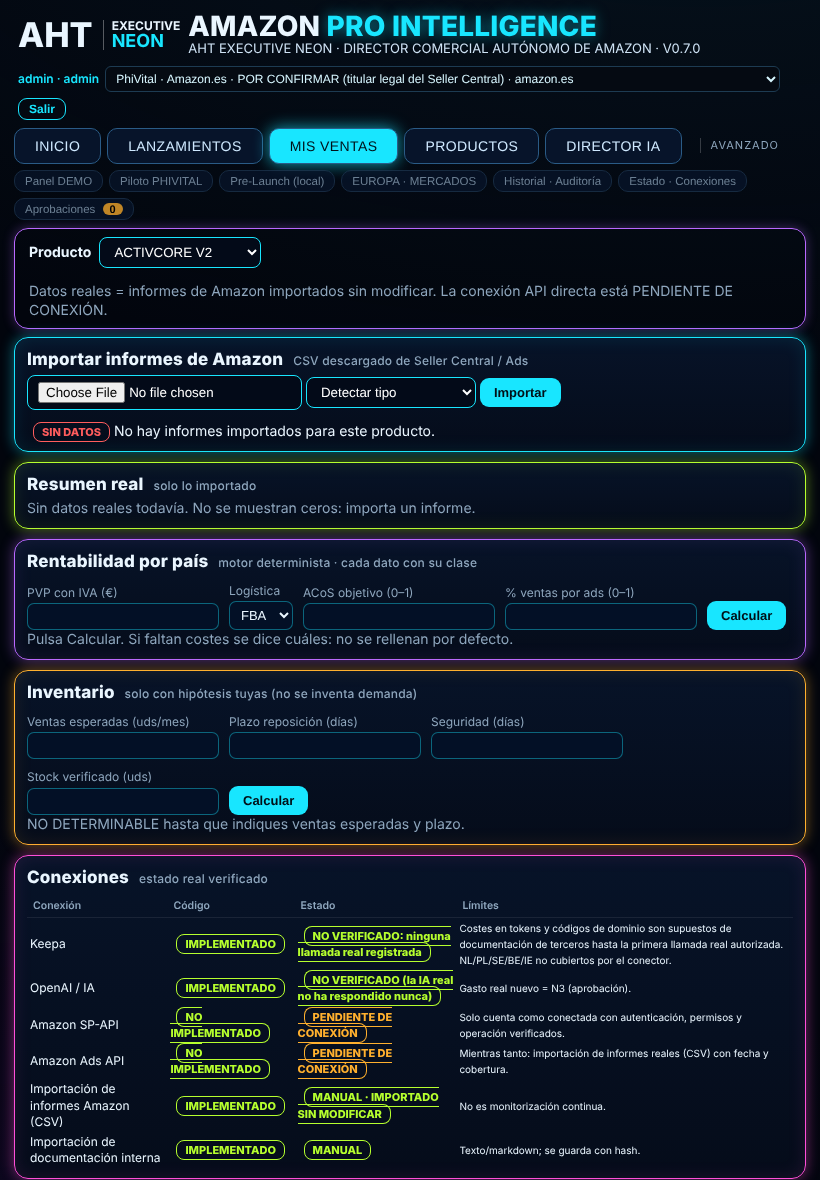 AHT EXECUTIVE NEON AMAZON PRO INTELLIGENCE
AHT EXECUTIVE NEON · DIRECTOR COMERCIAL AUTÓNOMO DE AMAZON · V0.7.0
admin · admin PhiVital · Amazon.es · POR CONFIRMAR (titular legal del Seller Central) · amazon.es
Salir
INICIO LANZAMIENTOS MIS VENTAS PRODUCTOS DIRECTOR IA AVANZADO
Panel DEMO Piloto PHIVITAL Pre-Launch (local) EUROPA · MERCADOS Historial · Auditoría Estado · Conexiones
Aprobaciones 0
Producto ACTIVCORE V2
Datos reales = informes de Amazon importados sin modificar. La conexión API directa está PENDIENTE DE
CONEXIÓN.
Importar informes de Amazon CSV descargado de Seller Central / Ads
Choose File No file chosen Detectar tipo Importar
SIN DATOS No hay informes importados para este producto.
Resumen real solo lo importado
Sin datos reales todavía. No se muestran ceros: importa un informe.
Rentabilidad por país motor determinista · cada dato con su clase
PVP con IVA (€) Logística ACoS objetivo (0–1) % ventas por ads (0–1)
FBA Calcular
Pulsa Calcular. Si faltan costes se dice cuáles: no se rellenan por defecto.
Inventario solo con hipótesis tuyas (no se inventa demanda)
Ventas esperadas (uds/mes) Plazo reposición (días) Seguridad (días)
Stock verificado (uds)
Calcular
NO DETERMINABLE hasta que indiques ventas esperadas y plazo.
Conexiones estado real verificado
Conexión Código Estado Límites
Keepa IMPLEMENTADO NO VERIFICADO: ninguna llamada real registrada Costes en tokens y códigos de dominio son supuestos de
documentación de terceros hasta la primera llamada real autorizada.
NL/PL/SE/BE/IE no cubiertos por el conector.
OpenAI / IA IMPLEMENTADO NO VERIFICADO (la IA real no ha respondido nunca) Gasto real nuevo = N3 (aprobación).
Amazon SP-API NO IMPLEMENTADO PENDIENTE DE CONEXIÓN Solo cuenta como conectada con autenticación, permisos y
operación verificados.
Amazon Ads API NO IMPLEMENTADO PENDIENTE DE CONEXIÓN Mientras tanto: importación de informes reales (CSV) con fecha y
cobertura.
Importación de informes Amazon (CSV) IMPLEMENTADO MANUAL · IMPORTADO SIN MODIFICAR No es monitorización continua.
Importación de documentación interna IMPLEMENTADO MANUAL Texto/markdown; se guarda con hash.